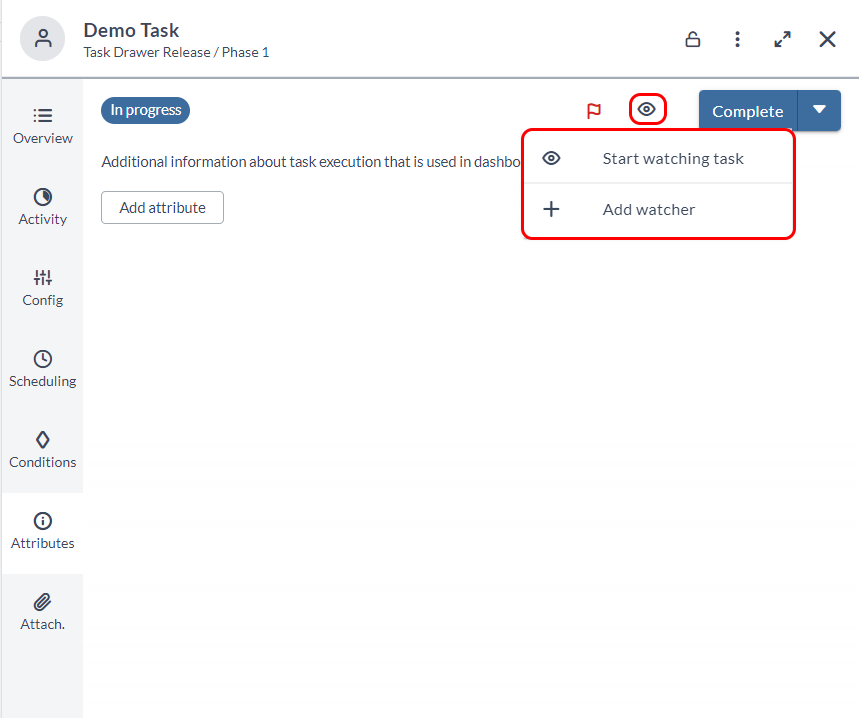 Demo Task
Task Drawer Release / Phase 1
Overview
Activity
Config
Scheduling
Conditions
Attributes
Attach.
In progress
Complete
Additional information about task execution that is used in
Add attribute
Start watching task
Add watcher